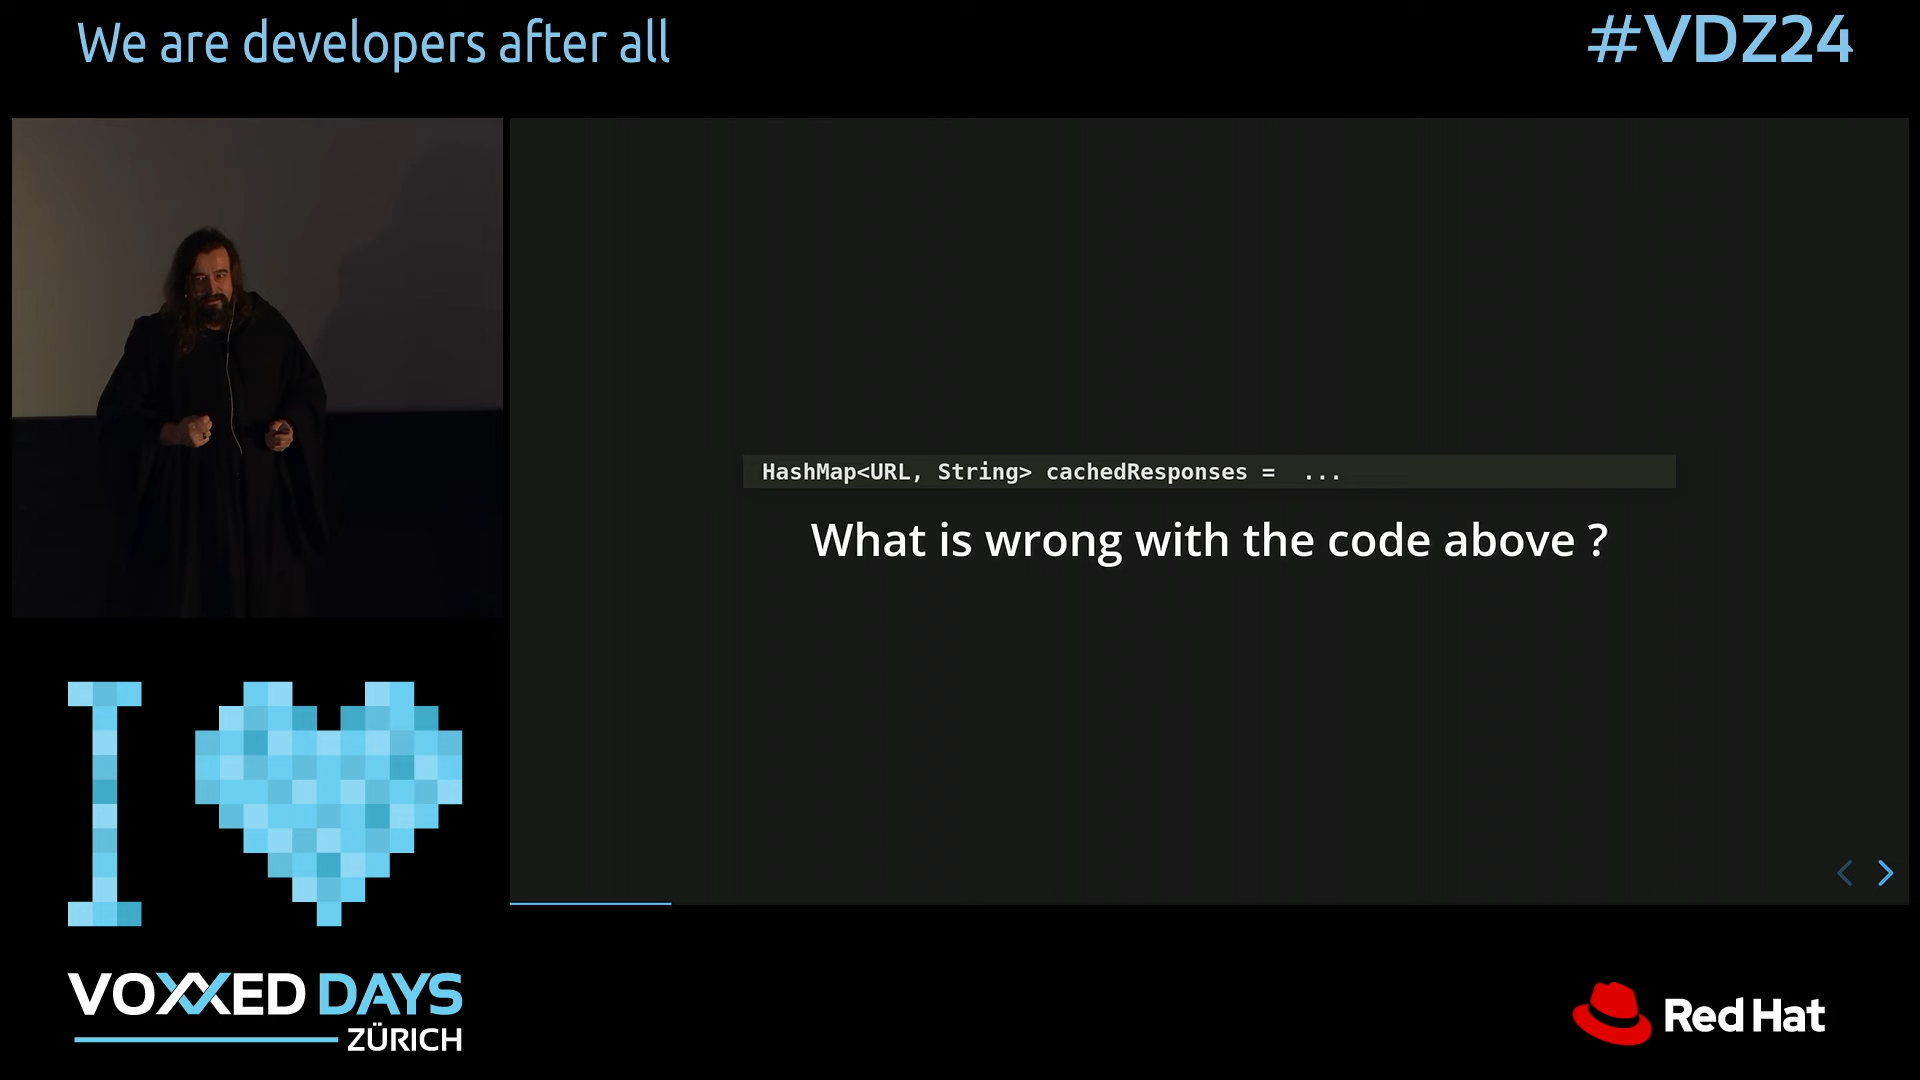 We are developers after all
#VDZ24
HashMap<URL, String> cachedResponses =  ...
What is wrong with the code above ?
I
VOXXED DAYS
ZÜRICH
Red Hat